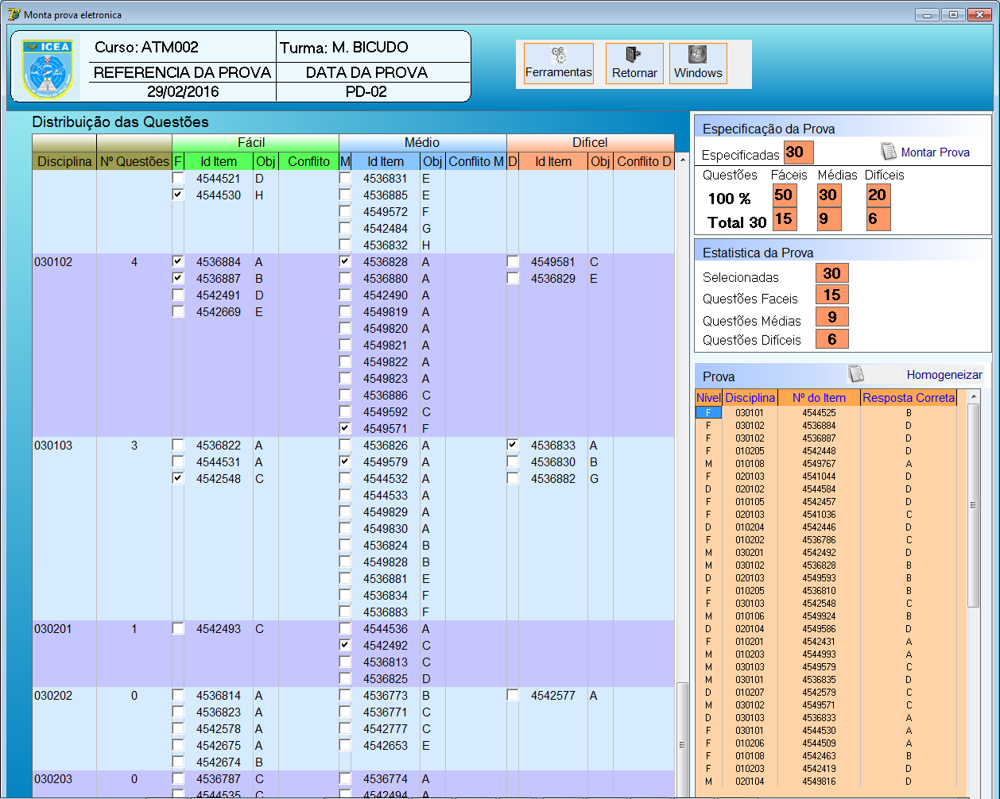 Monta prova eletronica
ICEA
Curso: ATM002 Turma: M. BICUDO
REFERENCIA DA PROVA DATA DA PROVA
29/02/2016 PD-02
Ferramentas Retornar Windows
Distribuição das Questões
Fácil Médio Dificel
Disciplina Nº Questões F Id Item Obj Conflito M Id Item Obj Conflito M D Id Item Obj Conflito D
4544521 D 4536831 E
4544530 H 4536885 E
4549572 F
4542484 G
4536832 H
030102 4 4536884 A 4536828 A 4549581 C
4536887 B 4536880 A 4536829 E
4542491 D 4542490 A
4542669 E 4549819 A
4549820 A
4549821 A
4549822 A
4549823 A
4536886 C
4549592 C
4549571 F
030103 3 4536822 A 4536826 A 4536833 A
4544531 A 4549579 A 4536830 B
4542548 C 4544532 A 4536882 G
4544533 A
4549829 A
4549830 A
4536824 B
4549828 B
4536881 E
4536834 F
4536883 F
030201 1 4542493 C 4544536 A
4542492 C
4536813 C
4536825 D
030202 0 4536814 A 4536773 B 4542577 A
4536823 A 4536771 C
4542578 A 4542777 C
4542675 A 4542653 E
4542674 B
030203 0 4536787 C 4536774 A
4544535 C 4542494 A
Especificação da Prova
Especificadas 30 Montar Prova
Questões Fáceis Médias Difíceis
100 % 50 30 20
Total 30 15 9 6
Estatistica da Prova
Selecionadas 30
Questões Faceis 15
Questões Médias 9
Questões Difíceis 6
Prova Homogeneizar
Nível Disciplina Nº do Item Resposta Correta
F 030101 4544525 B
F 030102 4536884 D
F 030102 4536887 D
F 010205 4542448 D
M 010108 4549767 A
F 020103 4541044 D
D 020102 4544584 D
F 010105 4542457 D
F 020103 4541036 C
D 010204 4542446 D
F 010202 4536786 C
M 030201 4542492 D
M 030102 4536828 B
D 020103 4549593 B
F 010205 4536810 B
F 030103 4542548 C
M 010106 4549924 B
D 020104 4549586 D
F 010201 4542431 A
M 010203 4544993 A
M 030103 4549579 C
M 030101 4536835 D
D 010207 4542579 C
M 030102 4549571 C
D 030103 4536833 A
F 030101 4544530 A
F 010206 4544509 A
F 010108 4542463 B
F 010203 4542419 D
M 020104 4549816 D